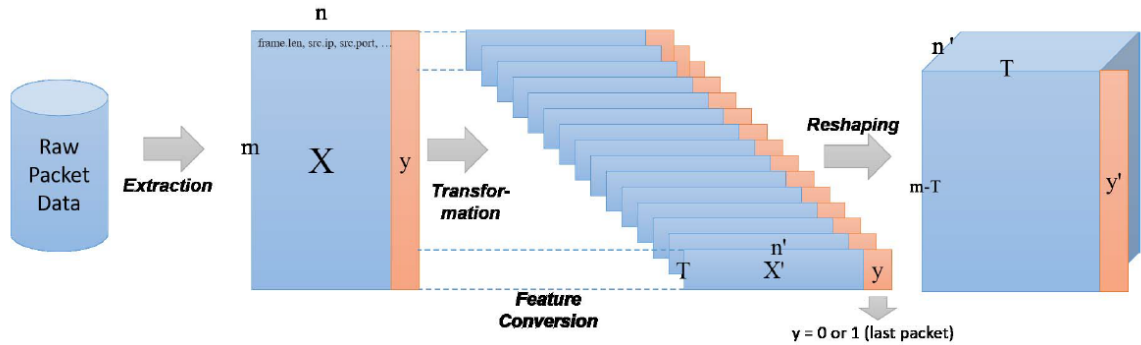 Raw
Packet
Data
Extraction
n
frame.len, src.ip, src.port, ...
m
X
y
Transfor-
mation
Feature
Conversion
n'
T
X'
y
y = 0 or 1 (last packet)
Reshaping
n'
T
m-T
y'